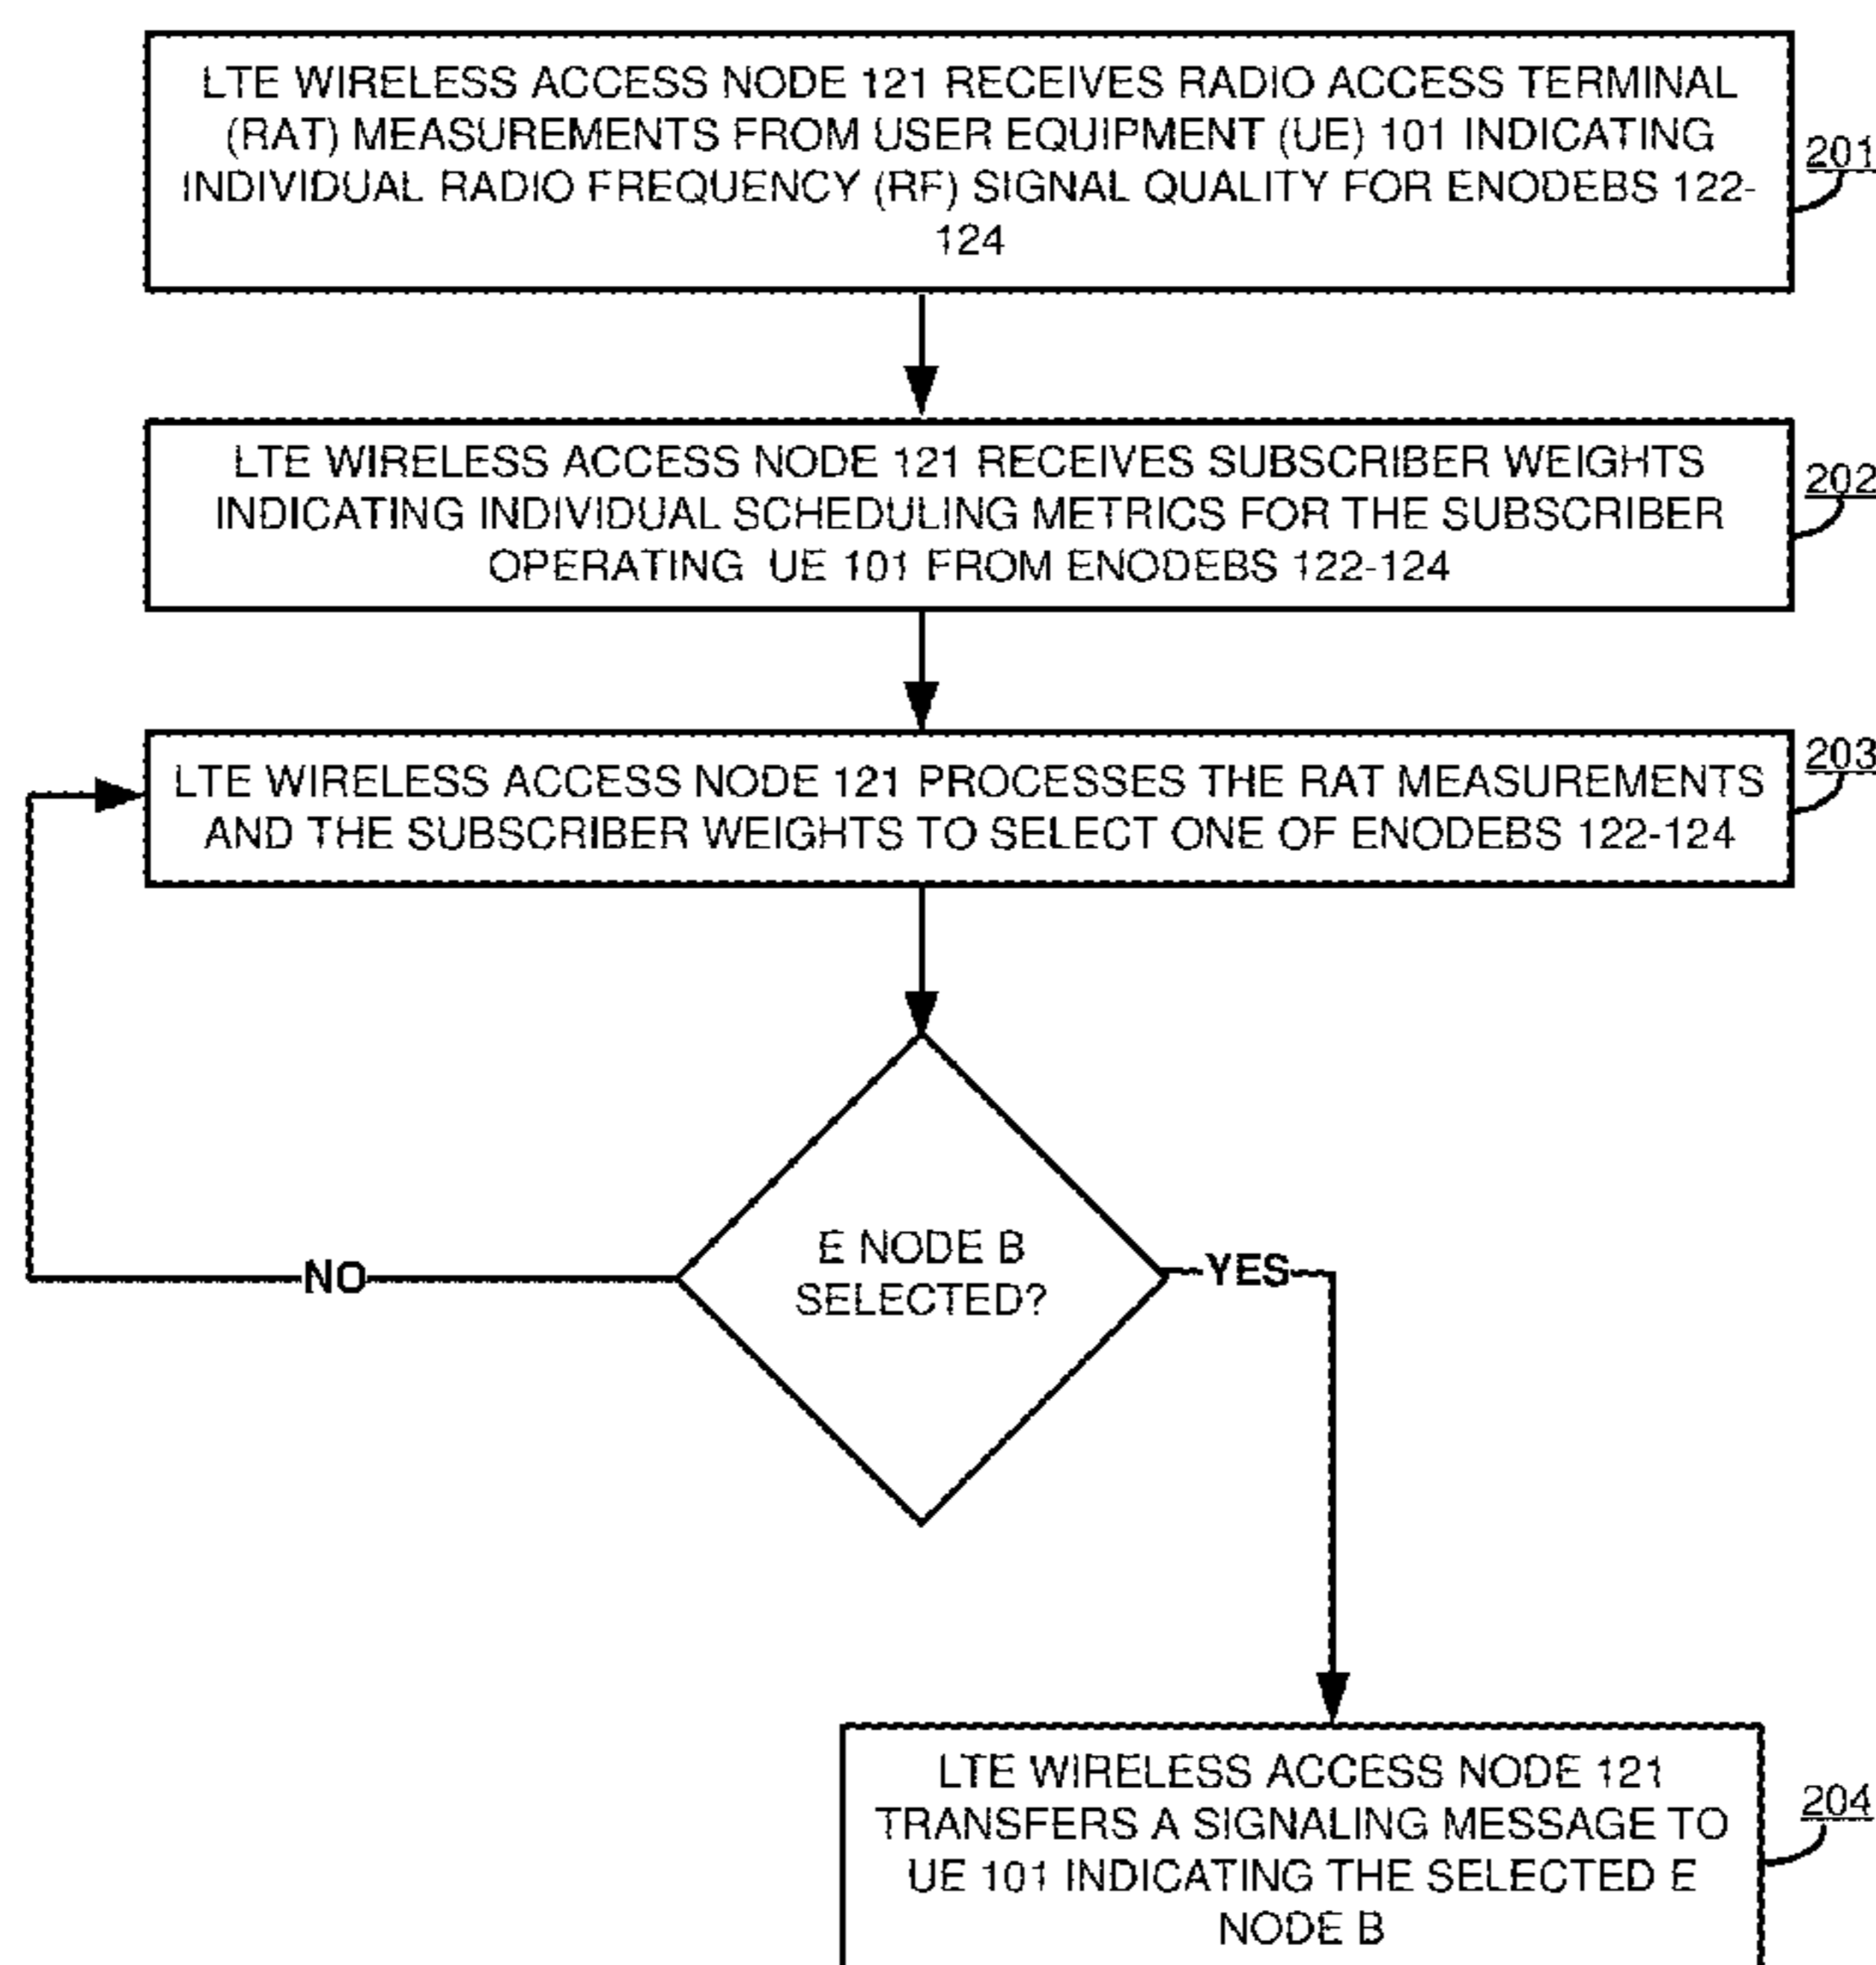 LTE WIRELESS ACCESS NODE 121 RECEIVES RADIO ACCESS TERMINAL
(RAT) MEASUREMENTS FROM USER EQUIPMENT (UE) 101 INDICATING
INDIVIDUAL RADIO FREQUENCY (RF) SIGNAL QUALITY FOR ENODEBS 122-
124
201
LTE WIRELESS ACCESS NODE 121 RECEIVES SUBSCRIBER WEIGHTS
INDICATING INDIVIDUAL SCHEDULING METRICS FOR THE SUBSCRIBER
OPERATING UE 101 FROM ENODEBS 122-124
202
LTE WIRELESS ACCESS NODE 121 PROCESSES THE RAT MEASUREMENTS
AND THE SUBSCRIBER WEIGHTS TO SELECT ONE OF ENODEBS 122-124
203
E NODE B
SELECTED?
NO
YES
LTE WIRELESS ACCESS NODE 121
TRANSFERS A SIGNALING MESSAGE TO
UE 101 INDICATING THE SELECTED E
NODE B
204